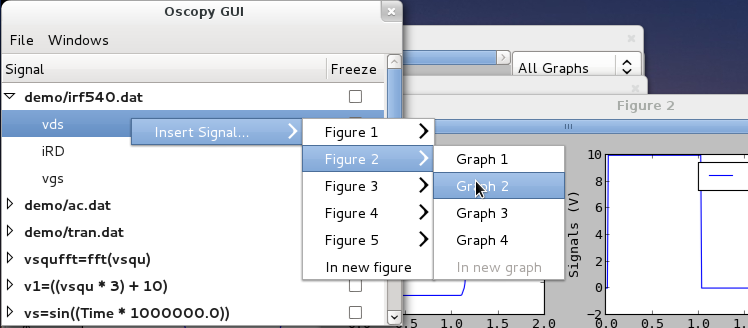 Oscopy GUI
File Windows
Signal Freeze
demo/irf540.dat
vds
iRD
vgs
demo/ac.dat
demo/tran.dat
vsqufft=fft(vsqu)
v1=((vsqu * 3) + 10)
vs=sin((Time * 1000000.0))
Insert Signal...
Figure 1
Figure 2
Figure 3
Figure 4
Figure 5
In new figure
Graph 1
Graph 2
Graph 3
Graph 4
In new graph
All Graphs
Figure 2
Signals (V)
10
8
6
4
2
0
−2
0.0 0.5 1.0 1.5
1.0 1.5 2.0